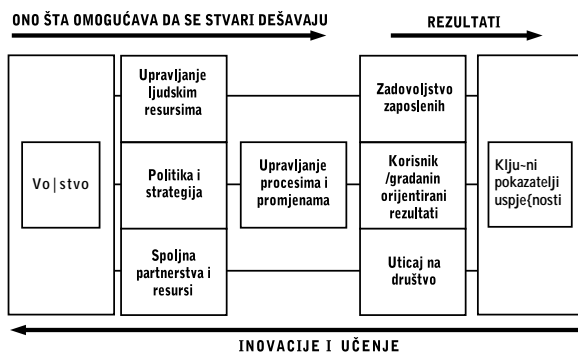 ONO ŠTA OMOGUĆAVA DA SE STVARI DEŠAVAJU
REZULTATI
Vo|stvo
Upravljanje
ljudskim
resursima
Politika i
strategija
Spoljna
partnerstva i
resursi
Upravljanje
procesima i
promjenama
Zadovoljstvo
zaposlenih
Korisnik
/građanin
orijentirani
rezultati
Uticaj na
društvo
Klju~ni
pokazatelji
uspje{nosti
INOVACIJE I UČENJE